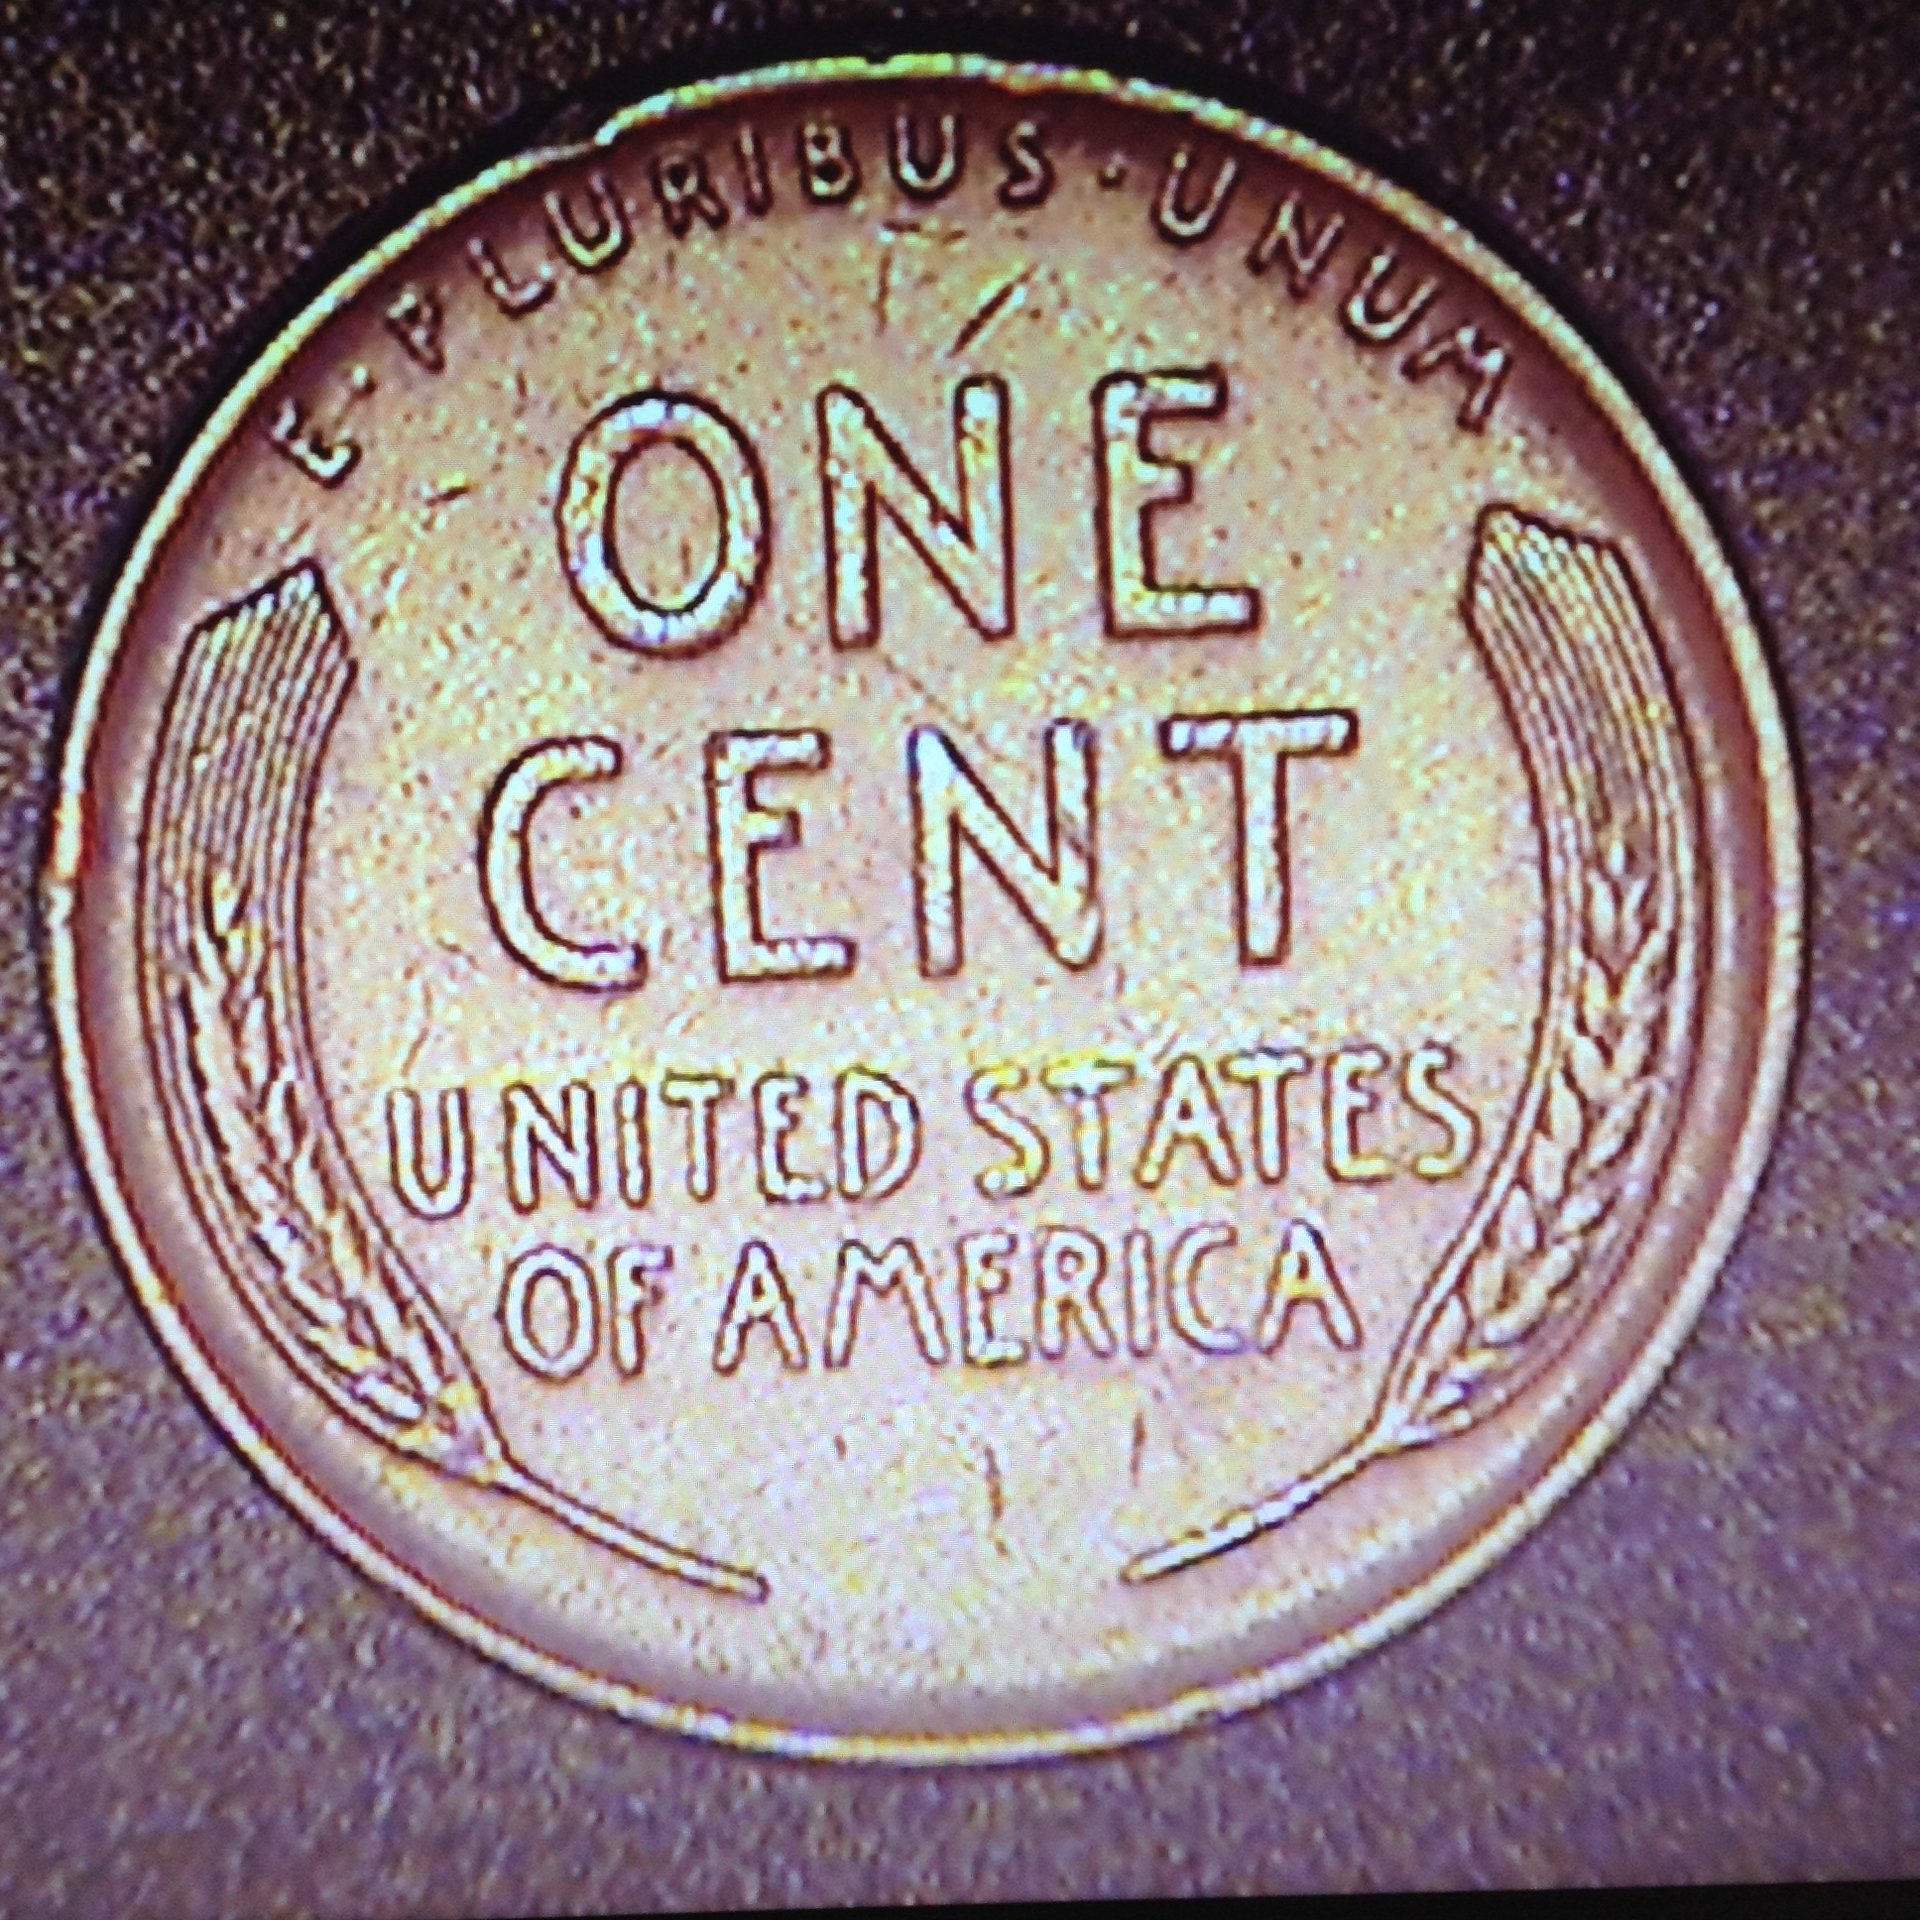 E·PLURIBUS·UNUM
ONE
CENT
UNITED STATES
OF AMERICA